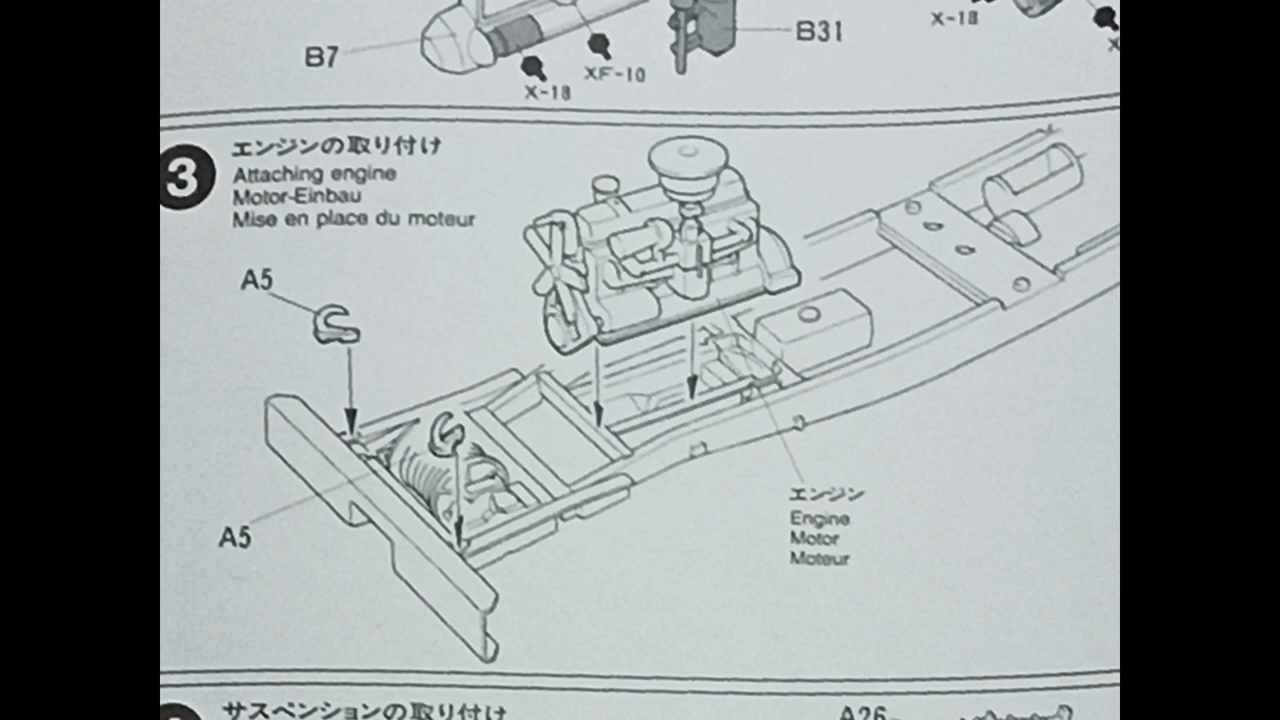 B7
X-18
XF-10
B31
X-18
X
3
エンジンの取り付け
Attaching engine
Motor-Einbau
Mise en place du moteur
A5
A5
エンジン
Engine
Motor
Moteur
サスペンションの取り付け
A26